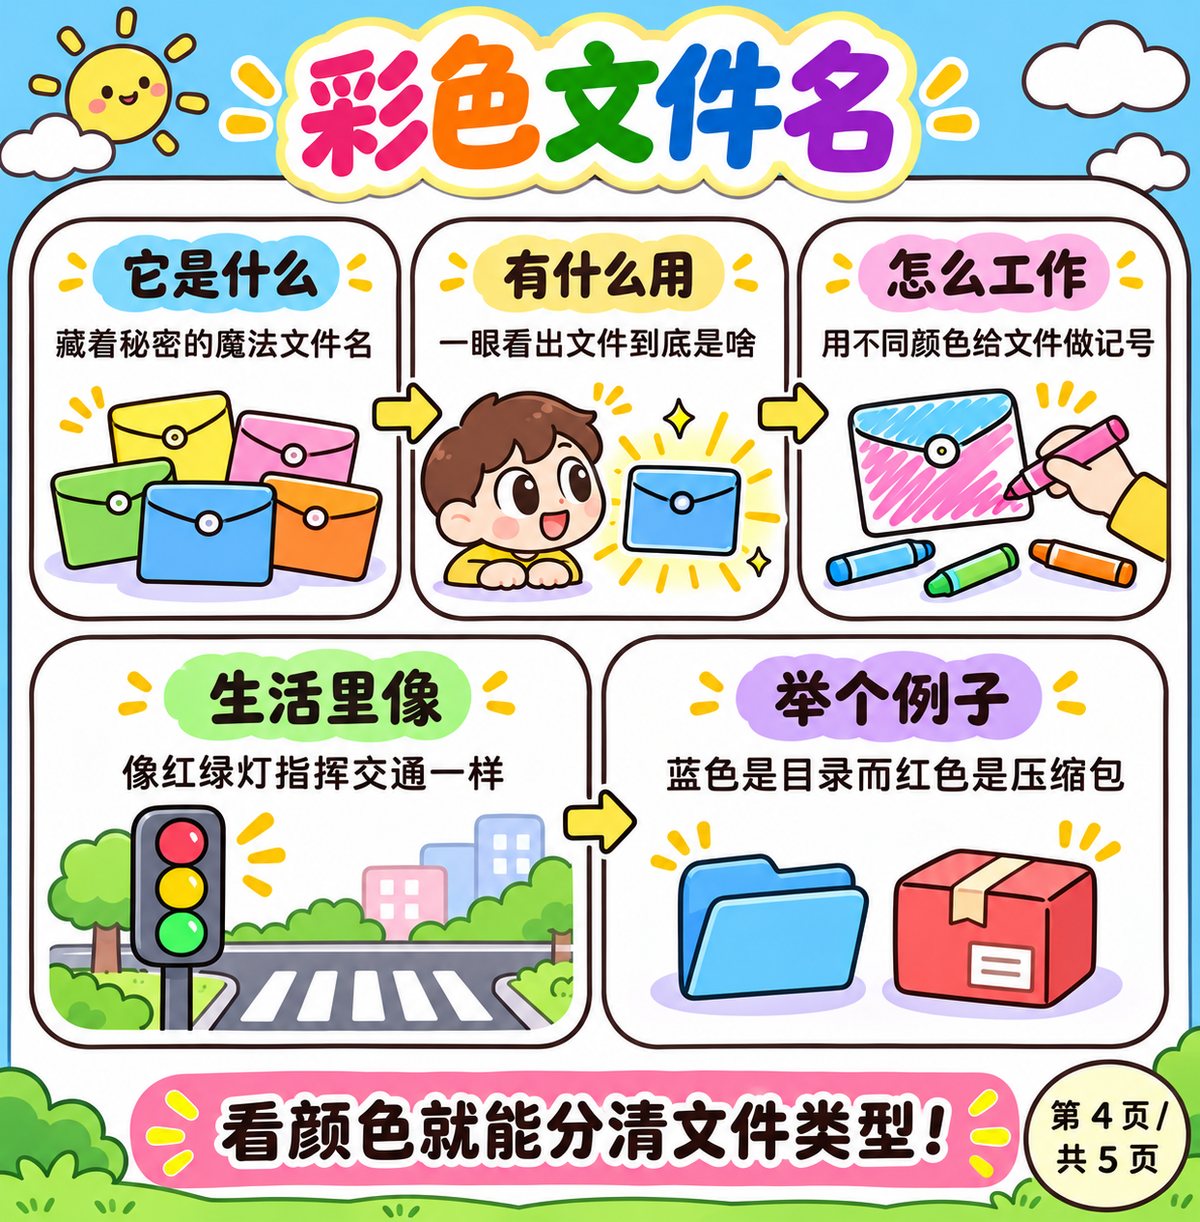 彩色文件名
它是什么
藏着秘密的魔法文件名
有什么用
一眼看出文件到底是啥
怎么工作
用不同颜色给文件做记号
生活里像
像红绿灯指挥交通一样
举个例子
蓝色是目录而红色是压缩包
看颜色就能分清文件类型！
第 4 页/
共 5 页